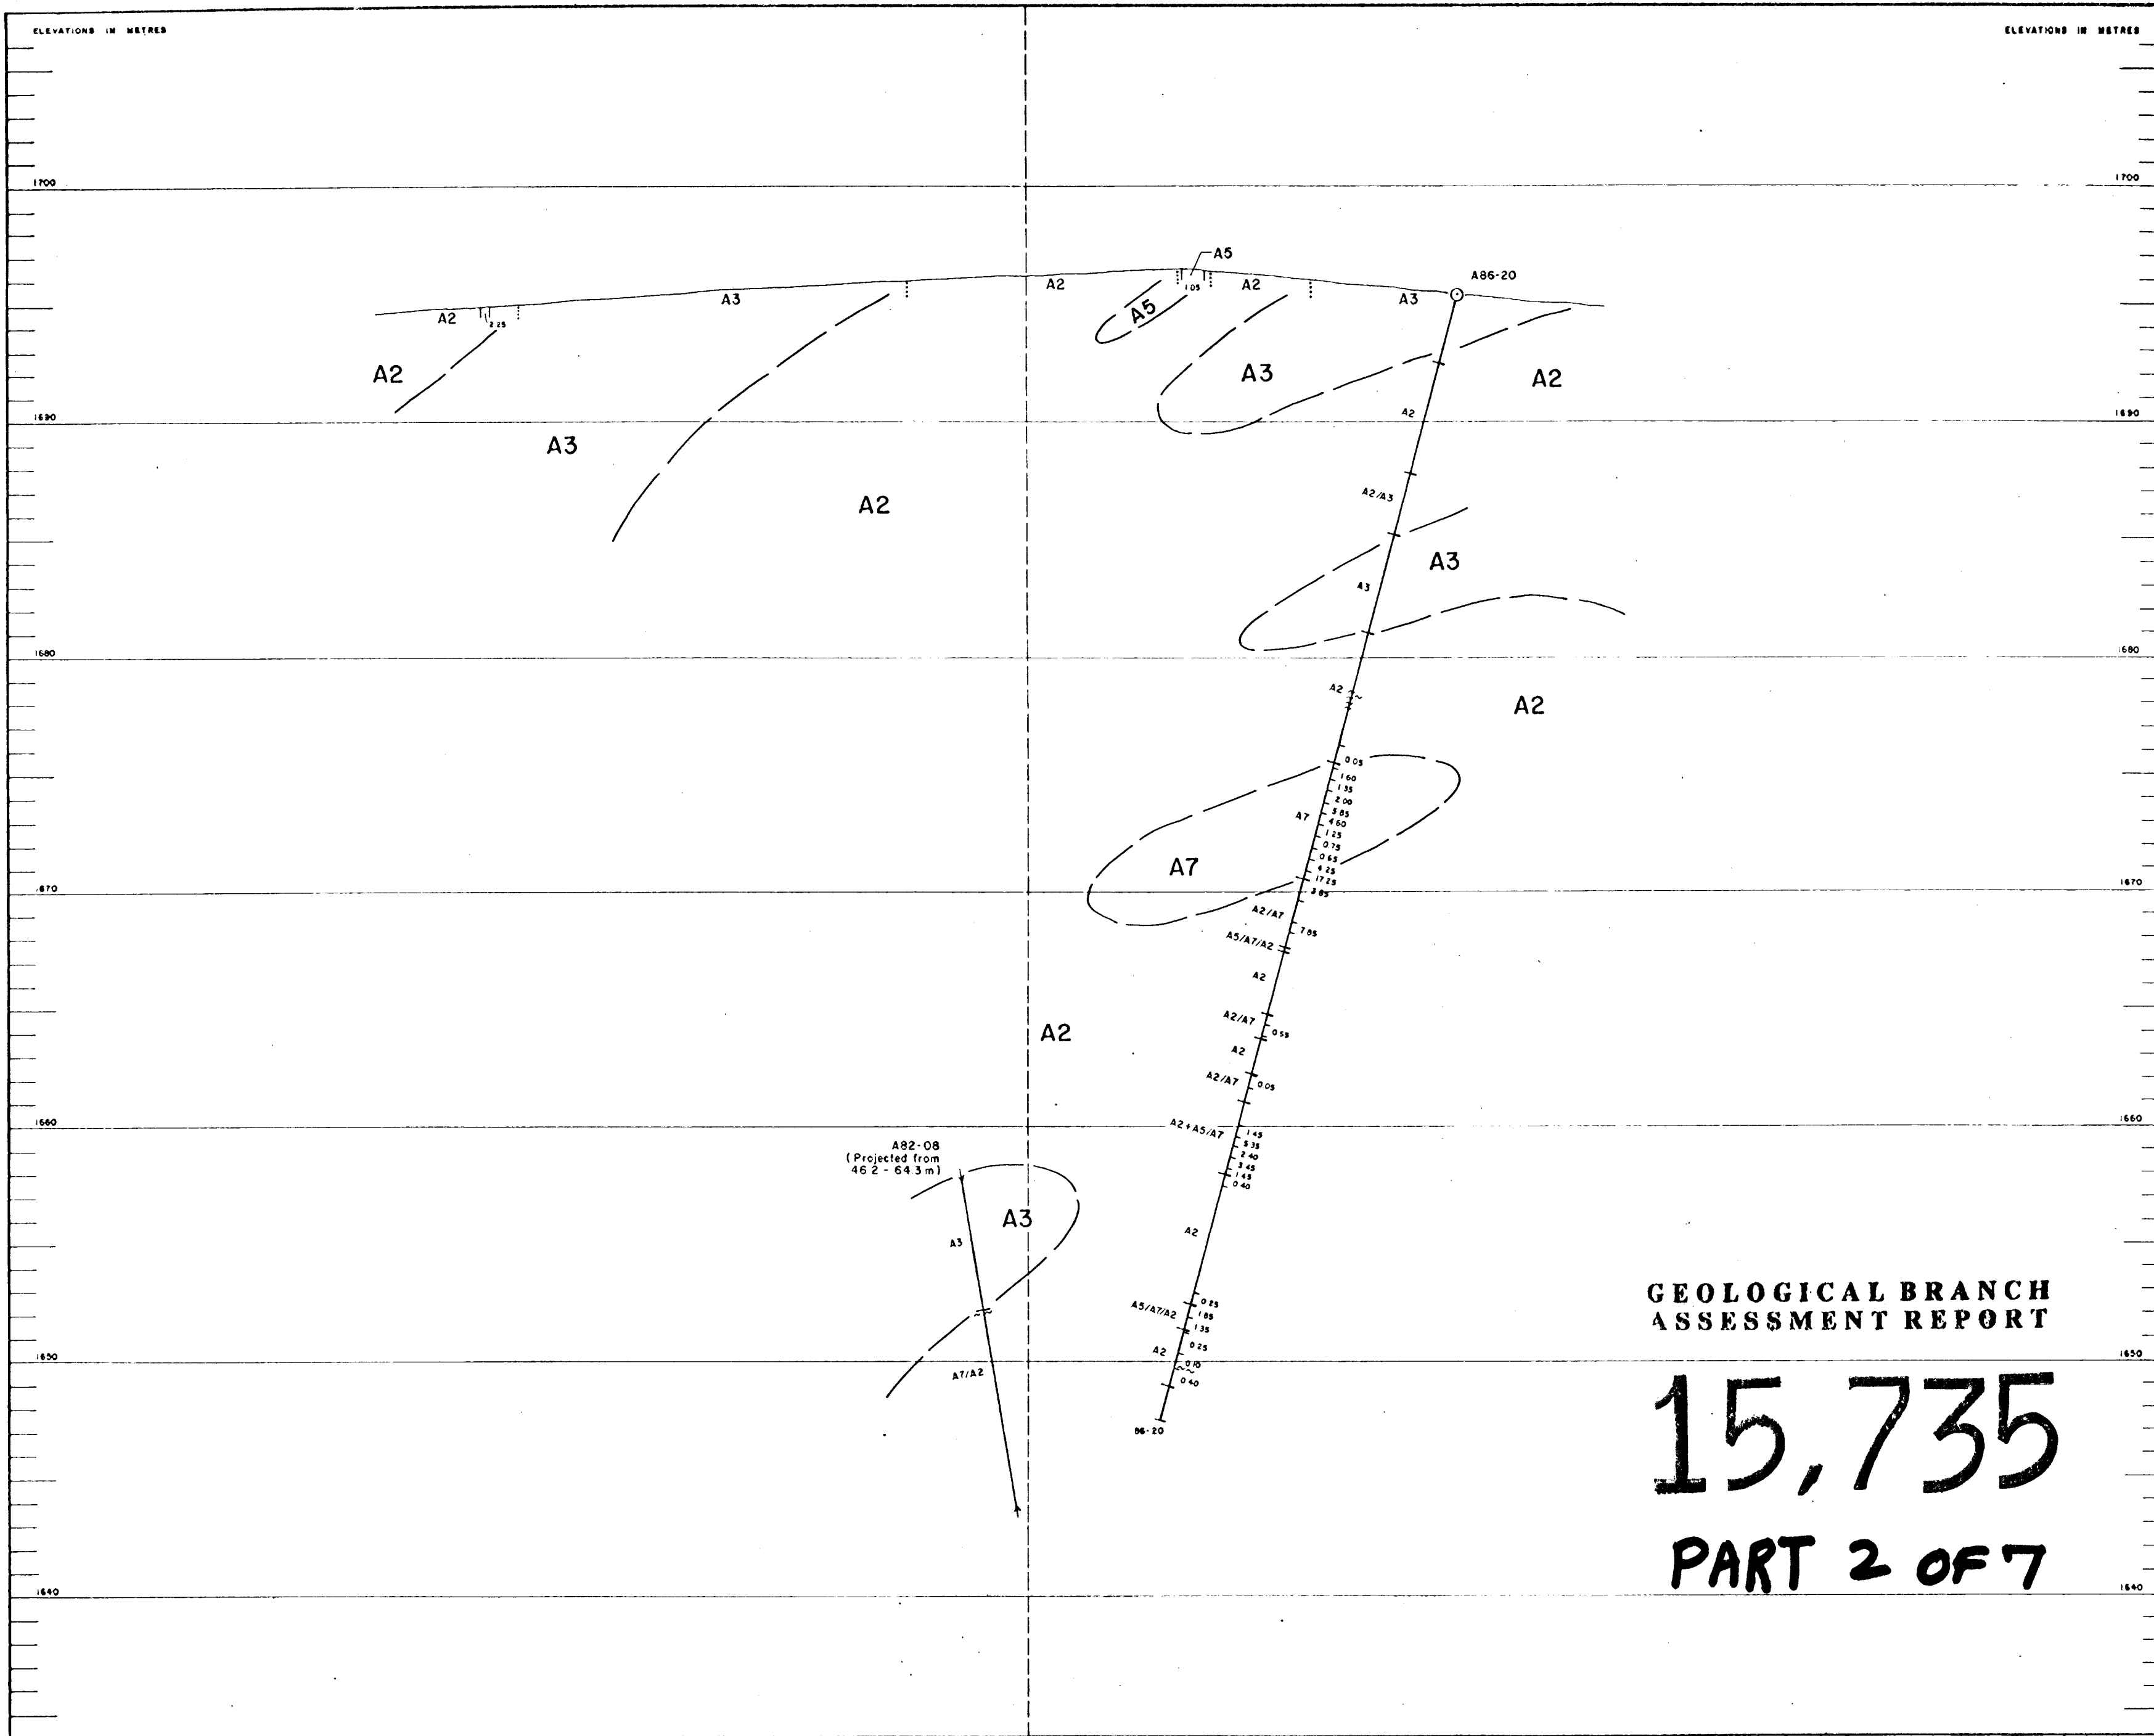 ELEVATIONS IN METRES
ELEVATIONS IN METRES
1700
1700
A5
A86-20
A2
2.25
A3
A2
1.05
A2
A3
A5
A2
A3
A2
1690
A2
1690
A3
A2
A2/A3
A3
A3
1680
1680
A2
A2
0.05
1.60
1.35
2.00
5.85
A7
4.60
1.25
0.75
0.65
A7
4.25
17.25
1670
3.85
1670
A2/A7
7.85
A5/A7/A2
A2
A2/A7
0.55
A2
A2
A2/A7
0.05
1660
1660
A2+A5/A7
1.45
5.35
2.40
3.45
1.45
0.40
A82-08
(Projected from
46.2 - 64.3m)
A3
A2
A3
0.25
A5/A7/A2
1.85
1.35
0.25
A2
0.10
0.40
1650
1650
A7/A2
86-20
GEOLOGICAL BRANCH
ASSESSMENT REPORT
15,735
PART 2 OF 7
1640
1640